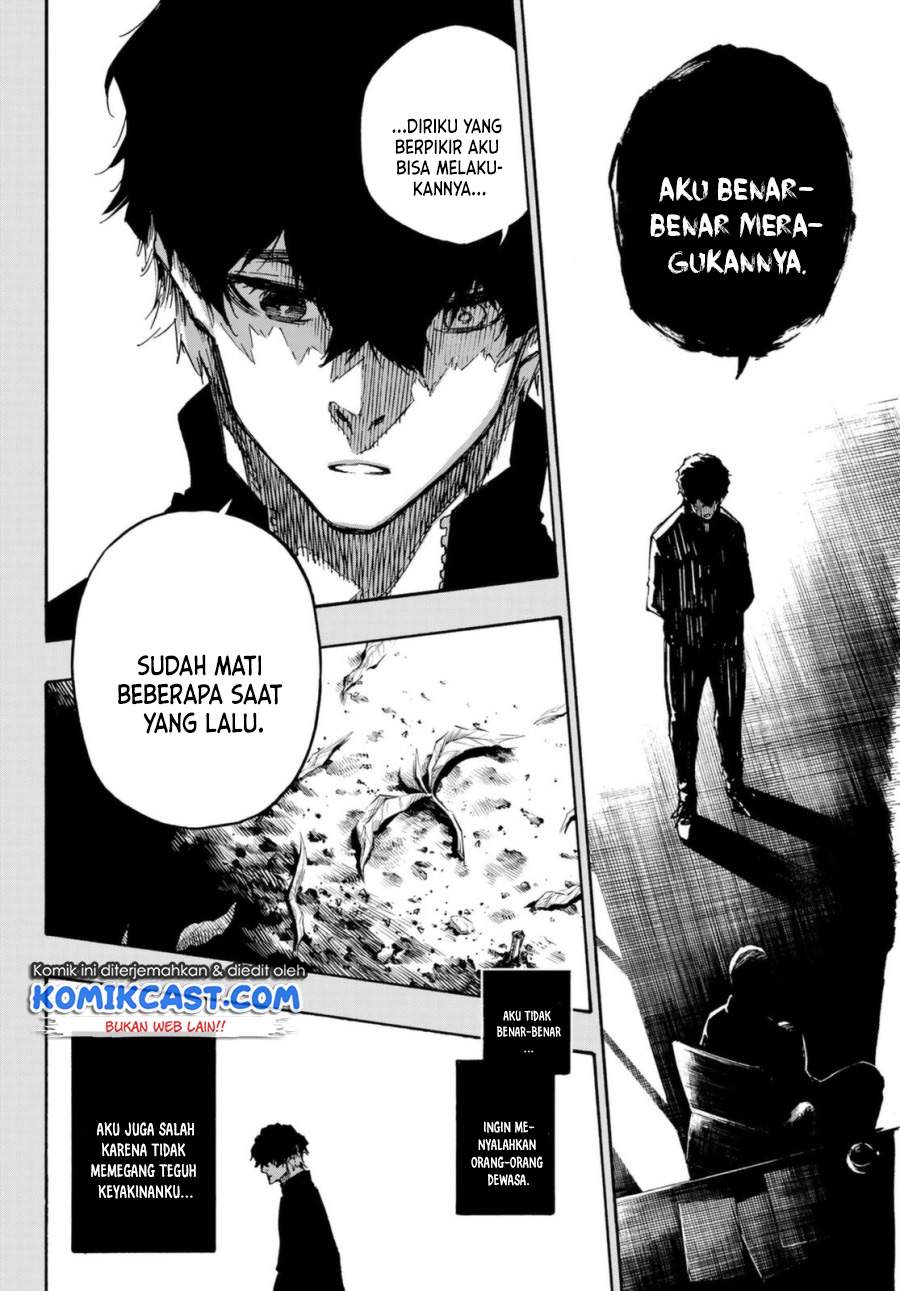 AKU BENAR-
BENAR MERA-
GUKANNYA.
...DIRIKU YANG
BERPIKIR AKU
BISA MELAKU-
KANNYA...
SUDAH MATI
BEBERAPA SAAT
YANG LALU.
Komik ini diterjemahkan & diedit oleh
KOMIKCAST.COM
BUKAN WEB LAIN!!
AKU TIDAK
BENAR-BENAR
...
INGIN ME-
NYALAHKAN
ORANG-ORANG
DEWASA.
AKU JUGA SALAH
KARENA TIDAK
MEMEGANG TEGUH
KEYAKINANKU...